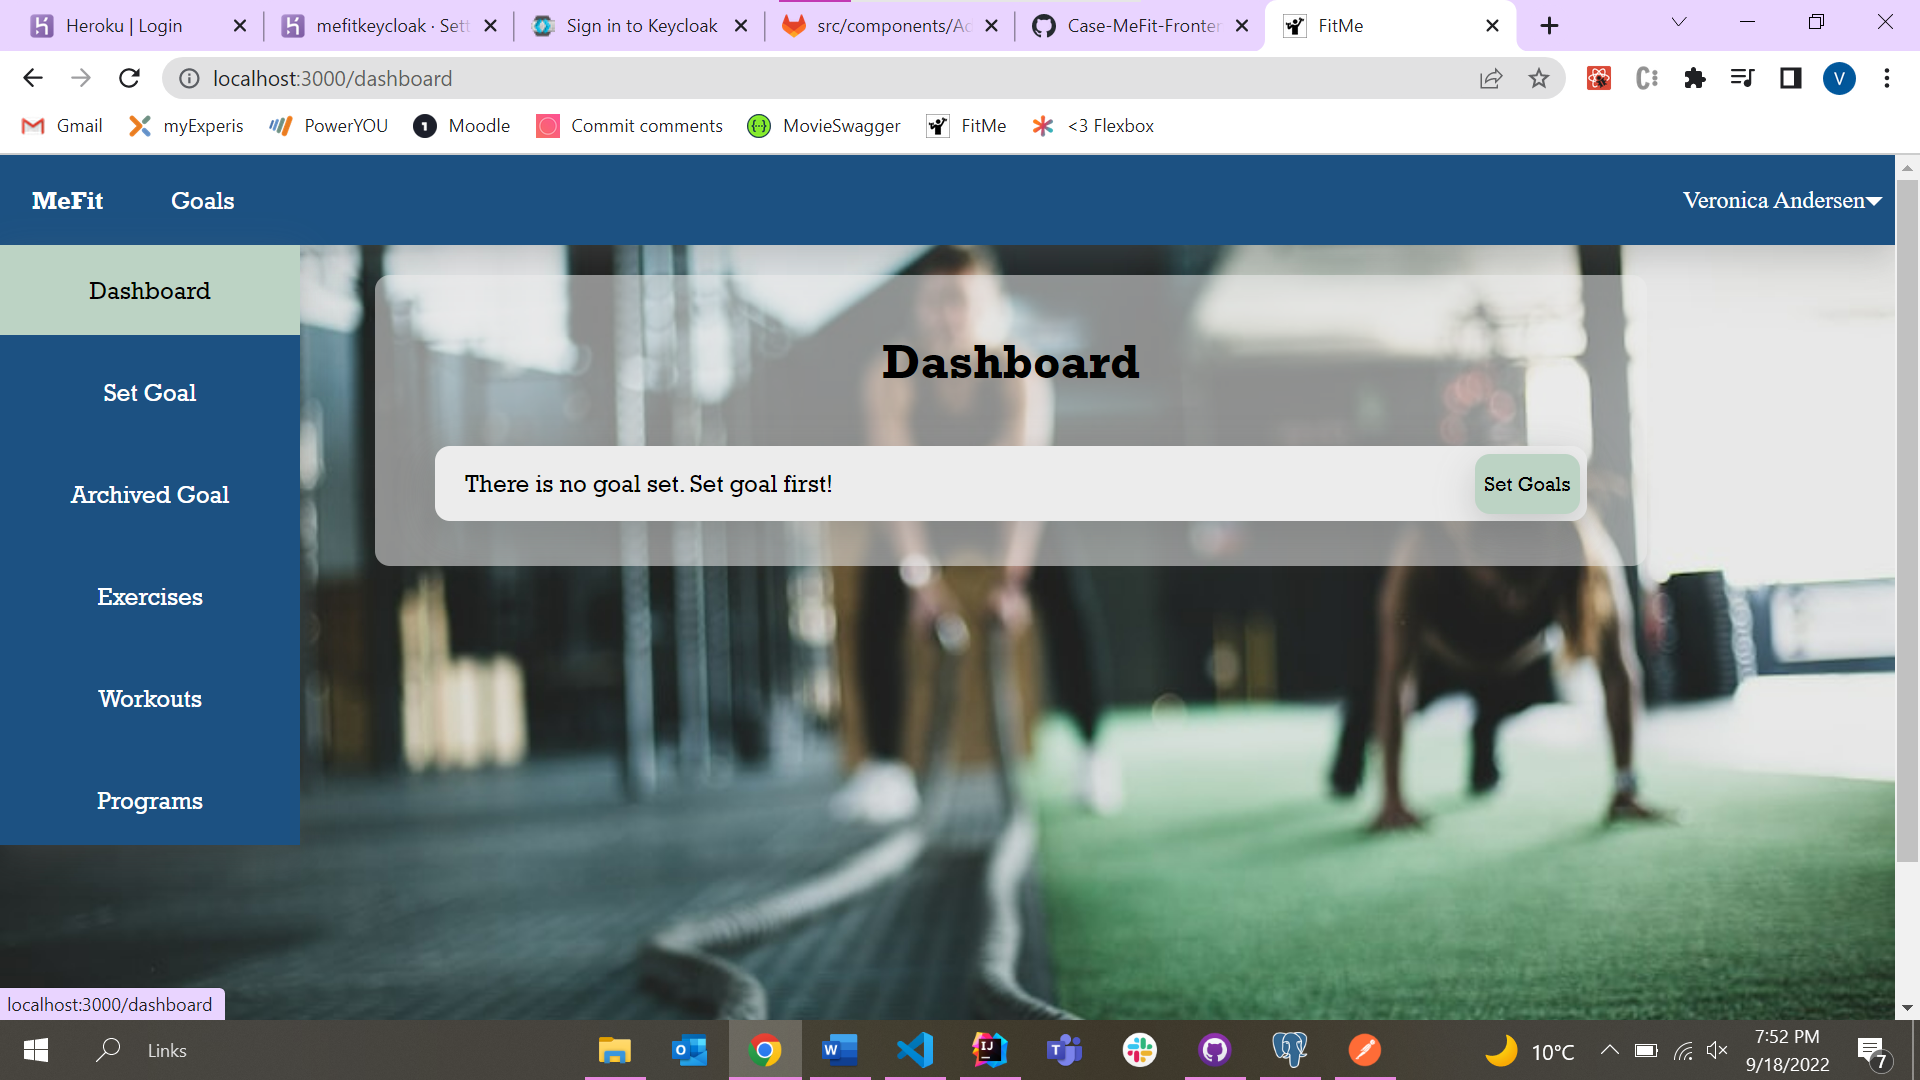 Heroku | Login
mefitkeycloak · Sett
Sign in to Keycloak
src/components/Ad
Case-MeFit-Fronter
FitMe
localhost:3000/dashboard
V
Gmail
myExperis
PowerYOU
Moodle
Commit comments
MovieSwagger
FitMe
<3 Flexbox
MeFit
Goals
Veronica Andersen
Dashboard
Set Goal
Archived Goal
Exercises
Workouts
Programs
Dashboard
There is no goal set. Set goal first!
Set Goals
localhost:3000/dashboard
Links
10°C
7:52 PM
9/18/2022
7